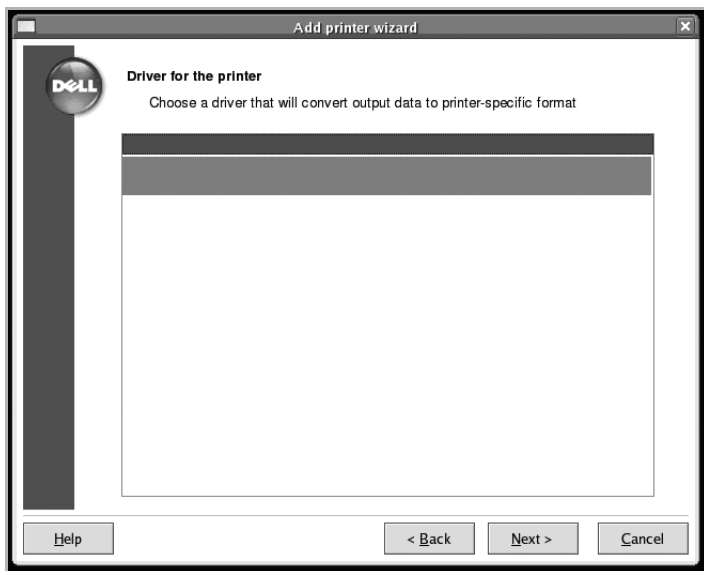 Add printer wizard
DELL
Driver for the printer
Choose a driver that will convert output data to printer-specific format
Help
< Back
Next >
Cancel